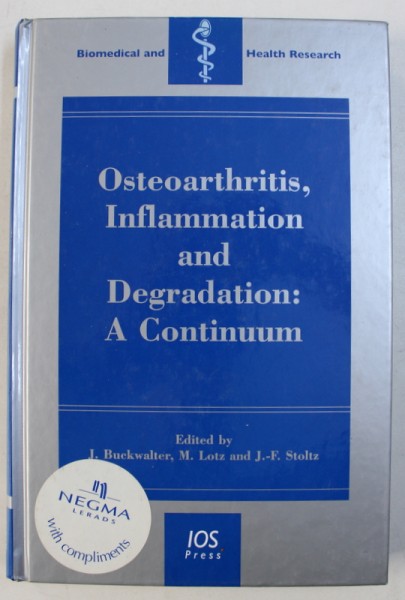 Biomedical and Health Research
Osteoarthritis,
Inflammation
and
Degradation:
A Continuum
Edited by
J. Buckwalter, M. Lotz and J.-F. Stoltz
NEGMA
LERADS
with compliments
IOS
Press